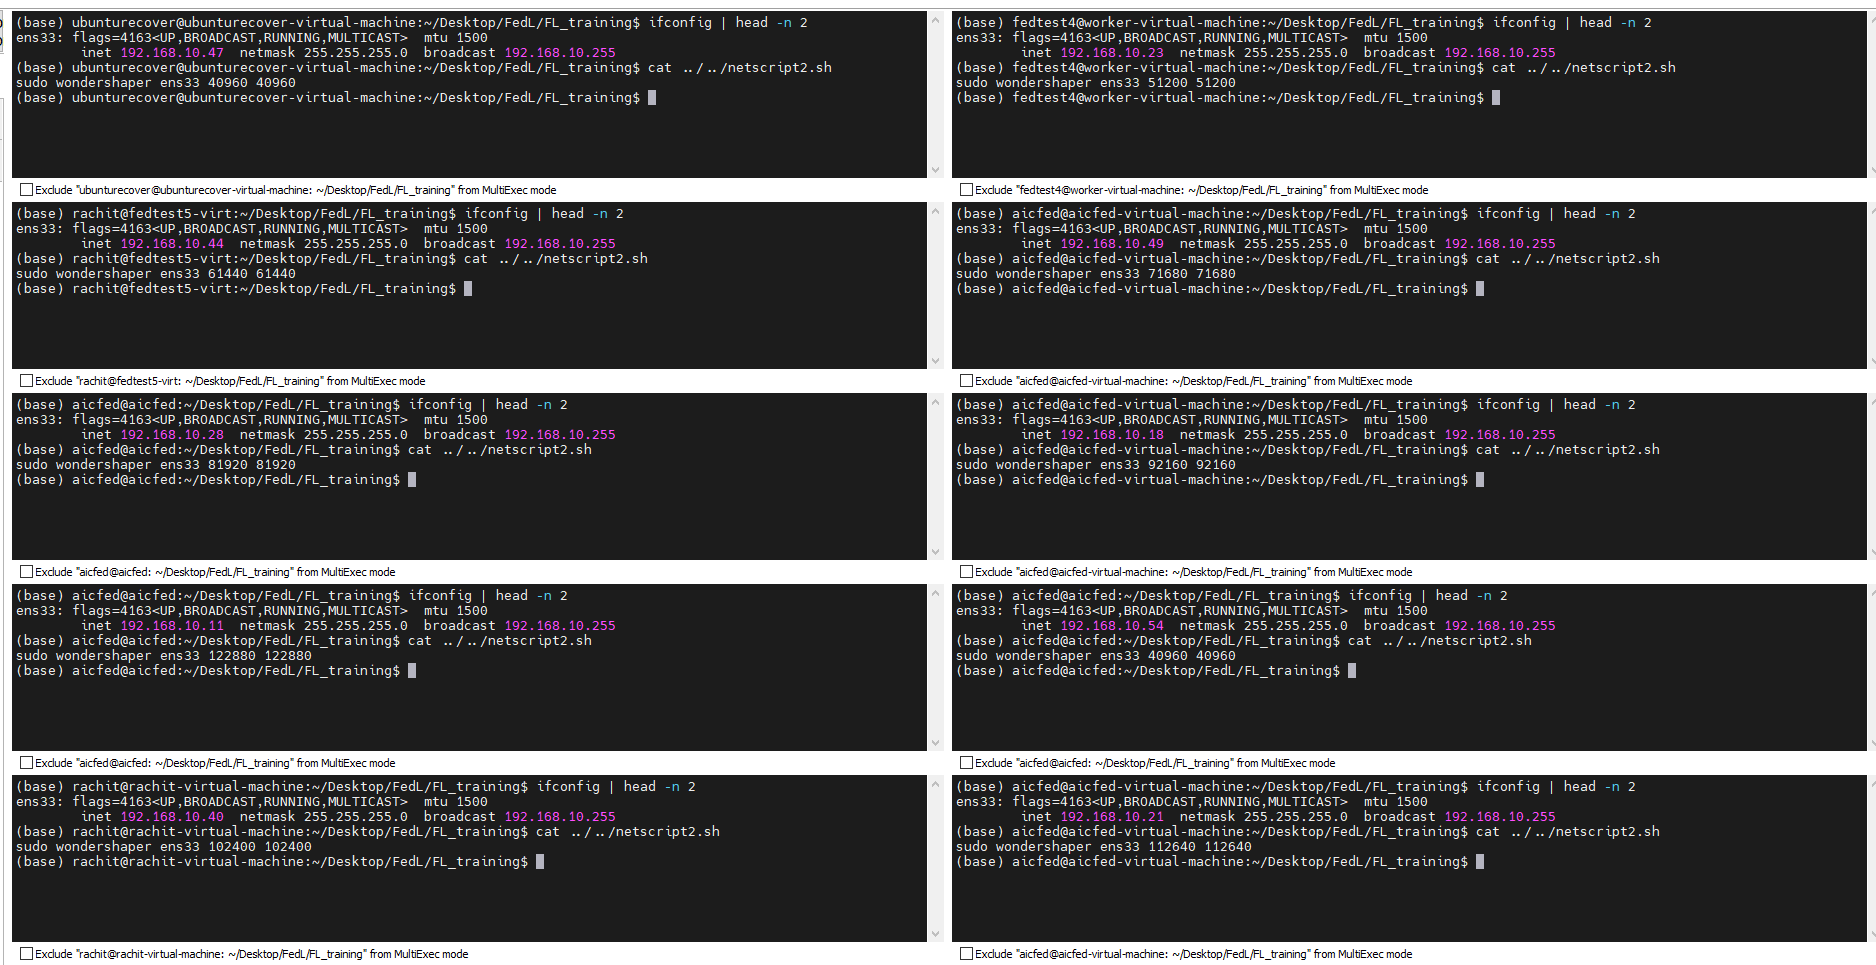 (base) ubunturecover@ubunturecover-virtual-machine:~/Desktop/FedL/FL_training$ ifconfig | head -n 2
ens33: flags=4163<UP,BROADCAST,RUNNING,MULTICAST>  mtu 1500
        inet 192.168.10.47  netmask 255.255.255.0  broadcast 192.168.10.255
(base) ubunturecover@ubunturecover-virtual-machine:~/Desktop/FedL/FL_training$ cat ../../netscript2.sh
sudo wondershaper ens33 40960 40960
(base) ubunturecover@ubunturecover-virtual-machine:~/Desktop/FedL/FL_training$
Exclude "ubunturecover@ubunturecover-virtual-machine: ~/Desktop/FedL/FL_training" from MultiExec mode
(base) fedtest4@worker-virtual-machine:~/Desktop/FedL/FL_training$ ifconfig | head -n 2
ens33: flags=4163<UP,BROADCAST,RUNNING,MULTICAST>  mtu 1500
        inet 192.168.10.23  netmask 255.255.255.0  broadcast 192.168.10.255
(base) fedtest4@worker-virtual-machine:~/Desktop/FedL/FL_training$ cat ../../netscript2.sh
sudo wondershaper ens33 51200 51200
(base) fedtest4@worker-virtual-machine:~/Desktop/FedL/FL_training$
Exclude "fedtest4@worker-virtual-machine: ~/Desktop/FedL/FL_training" from MultiExec mode
(base) rachit@fedtest5-virt:~/Desktop/FedL/FL_training$ ifconfig | head -n 2
ens33: flags=4163<UP,BROADCAST,RUNNING,MULTICAST>  mtu 1500
        inet 192.168.10.44  netmask 255.255.255.0  broadcast 192.168.10.255
(base) rachit@fedtest5-virt:~/Desktop/FedL/FL_training$ cat ../../netscript2.sh
sudo wondershaper ens33 61440 61440
(base) rachit@fedtest5-virt:~/Desktop/FedL/FL_training$
Exclude "rachit@fedtest5-virt: ~/Desktop/FedL/FL_training" from MultiExec mode
(base) aicfed@aicfed-virtual-machine:~/Desktop/FedL/FL_training$ ifconfig | head -n 2
ens33: flags=4163<UP,BROADCAST,RUNNING,MULTICAST>  mtu 1500
        inet 192.168.10.49  netmask 255.255.255.0  broadcast 192.168.10.255
(base) aicfed@aicfed-virtual-machine:~/Desktop/FedL/FL_training$ cat ../../netscript2.sh
sudo wondershaper ens33 71680 71680
(base) aicfed@aicfed-virtual-machine:~/Desktop/FedL/FL_training$
Exclude "aicfed@aicfed-virtual-machine: ~/Desktop/FedL/FL_training" from MultiExec mode
(base) aicfed@aicfed:~/Desktop/FedL/FL_training$ ifconfig | head -n 2
ens33: flags=4163<UP,BROADCAST,RUNNING,MULTICAST>  mtu 1500
        inet 192.168.10.28  netmask 255.255.255.0  broadcast 192.168.10.255
(base) aicfed@aicfed:~/Desktop/FedL/FL_training$ cat ../../netscript2.sh
sudo wondershaper ens33 81920 81920
(base) aicfed@aicfed:~/Desktop/FedL/FL_training$
Exclude "aicfed@aicfed: ~/Desktop/FedL/FL_training" from MultiExec mode
(base) aicfed@aicfed-virtual-machine:~/Desktop/FedL/FL_training$ ifconfig | head -n 2
ens33: flags=4163<UP,BROADCAST,RUNNING,MULTICAST>  mtu 1500
        inet 192.168.10.18  netmask 255.255.255.0  broadcast 192.168.10.255
(base) aicfed@aicfed-virtual-machine:~/Desktop/FedL/FL_training$ cat ../../netscript2.sh
sudo wondershaper ens33 92160 92160
(base) aicfed@aicfed-virtual-machine:~/Desktop/FedL/FL_training$
Exclude "aicfed@aicfed-virtual-machine: ~/Desktop/FedL/FL_training" from MultiExec mode
(base) aicfed@aicfed:~/Desktop/FedL/FL_training$ ifconfig | head -n 2
ens33: flags=4163<UP,BROADCAST,RUNNING,MULTICAST>  mtu 1500
        inet 192.168.10.11  netmask 255.255.255.0  broadcast 192.168.10.255
(base) aicfed@aicfed:~/Desktop/FedL/FL_training$ cat ../../netscript2.sh
sudo wondershaper ens33 122880 122880
(base) aicfed@aicfed:~/Desktop/FedL/FL_training$
Exclude "aicfed@aicfed: ~/Desktop/FedL/FL_training" from MultiExec mode
(base) aicfed@aicfed:~/Desktop/FedL/FL_training$ ifconfig | head -n 2
ens33: flags=4163<UP,BROADCAST,RUNNING,MULTICAST>  mtu 1500
        inet 192.168.10.54  netmask 255.255.255.0  broadcast 192.168.10.255
(base) aicfed@aicfed:~/Desktop/FedL/FL_training$ cat ../../netscript2.sh
sudo wondershaper ens33 40960 40960
(base) aicfed@aicfed:~/Desktop/FedL/FL_training$
Exclude "aicfed@aicfed: ~/Desktop/FedL/FL_training" from MultiExec mode
(base) rachit@rachit-virtual-machine:~/Desktop/FedL/FL_training$ ifconfig | head -n 2
ens33: flags=4163<UP,BROADCAST,RUNNING,MULTICAST>  mtu 1500
        inet 192.168.10.40  netmask 255.255.255.0  broadcast 192.168.10.255
(base) rachit@rachit-virtual-machine:~/Desktop/FedL/FL_training$ cat ../../netscript2.sh
sudo wondershaper ens33 102400 102400
(base) rachit@rachit-virtual-machine:~/Desktop/FedL/FL_training$
Exclude "rachit@rachit-virtual-machine: ~/Desktop/FedL/FL_training" from MultiExec mode
(base) aicfed@aicfed-virtual-machine:~/Desktop/FedL/FL_training$ ifconfig | head -n 2
ens33: flags=4163<UP,BROADCAST,RUNNING,MULTICAST>  mtu 1500
        inet 192.168.10.21  netmask 255.255.255.0  broadcast 192.168.10.255
(base) aicfed@aicfed-virtual-machine:~/Desktop/FedL/FL_training$ cat ../../netscript2.sh
sudo wondershaper ens33 112640 112640
(base) aicfed@aicfed-virtual-machine:~/Desktop/FedL/FL_training$
Exclude "aicfed@aicfed-virtual-machine: ~/Desktop/FedL/FL_training" from MultiExec mode